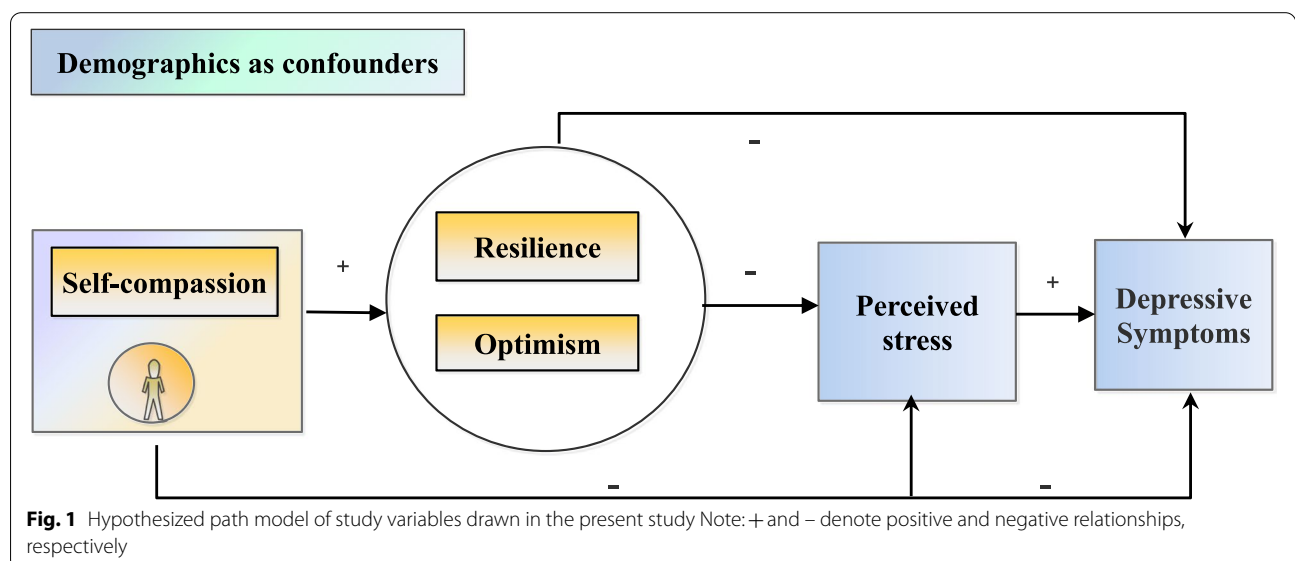 Demographics as confounders
−
Self-compassion
+
Resilience
Optimism
−
Perceived
stress
+
Depressive
Symptoms
−
−
Fig. 1 Hypothesized path model of study variables drawn in the present study Note: + and – denote positive and negative relationships,
respectively